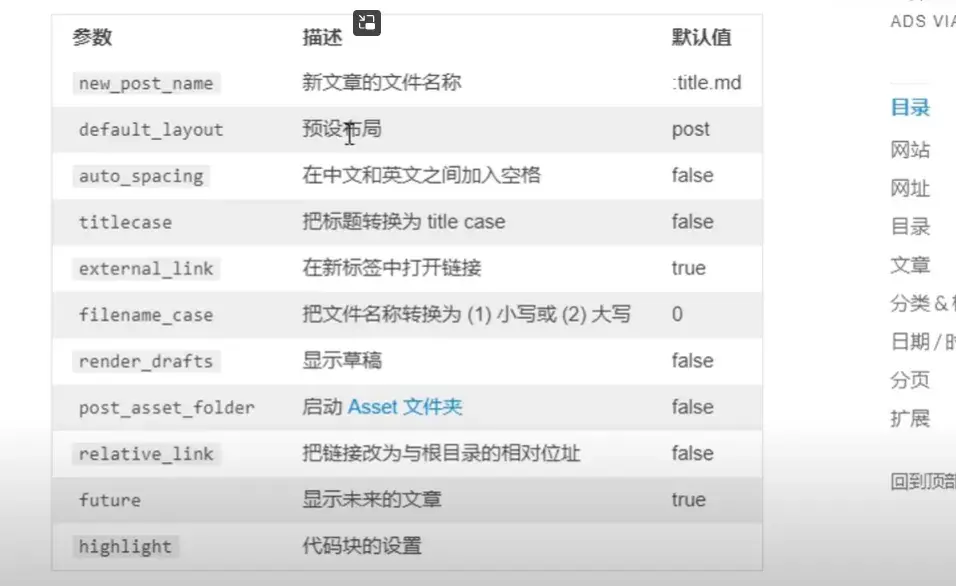 参数 描述 默认值
new_post_name 新文章的文件名称 :title.md
default_layout 预设布局 post
auto_spacing 在中文和英文之间加入空格 false
titlecase 把标题转换为 title case false
external_link 在新标签中打开链接 true
filename_case 把文件名称转换为 (1) 小写或 (2) 大写 0
render_drafts 显示草稿 false
post_asset_folder 启动 Asset 文件夹 false
relative_link 把链接改为与根目录的相对位址 false
future 显示未来的文章 true
highlight 代码块的设置
ADS VIA
目录
网站
网址
目录
文章
分类 &
日期 / 时
分页
扩展
回到顶部